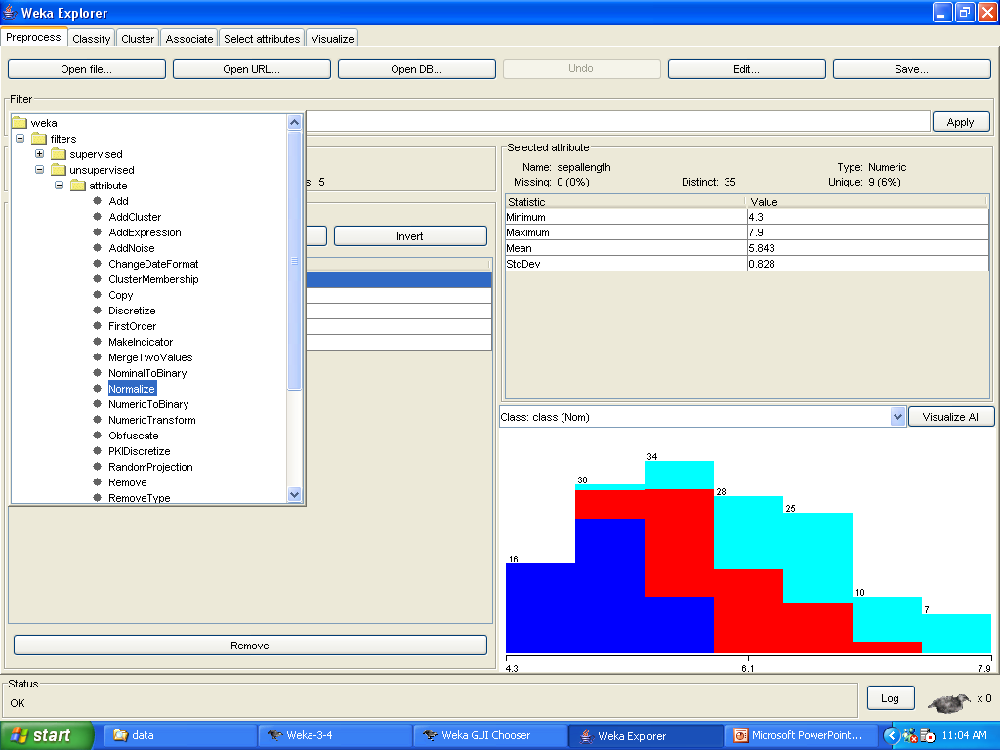 Weka Explorer
Preprocess Classify Cluster Associate Select attributes Visualize
Open file... Open URL... Open DB... Undo Edit... Save...
Filter
Apply
weka
filters
supervised
unsupervised
attribute
Add
AddCluster
AddExpression
AddNoise
ChangeDateFormat
ClusterMembership
Copy
Discretize
FirstOrder
MakeIndicator
MergeTwoValues
NominalToBinary
Normalize
NumericToBinary
NumericTransform
Obfuscate
PKIDiscretize
RandomProjection
Remove
RemoveType
s: 5
Invert
Remove
Selected attribute
Name: sepallength Type: Numeric
Missing: 0 (0%) Distinct: 35 Unique: 9 (6%)
Statistic Value
Minimum 4.3
Maximum 7.9
Mean 5.843
StdDev 0.828
Class: class (Nom) Visualize All
16 30 34 28 25 10 7
4.3 6.1 7.9
Status
OK
Log x 0
start data Weka-3-4 Weka GUI Chooser Weka Explorer Microsoft PowerPoint... 11:04 AM